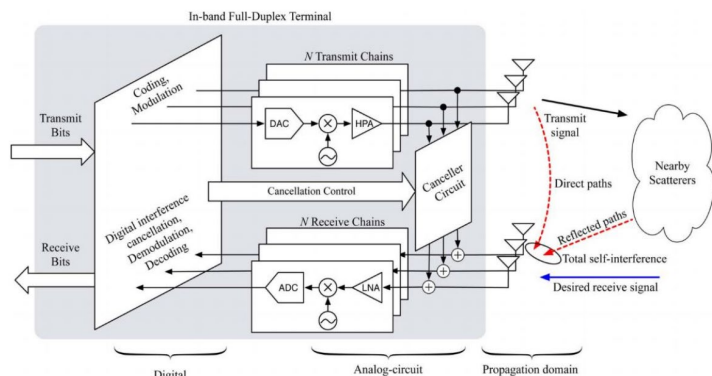 In-band Full-Duplex Terminal
N Transmit Chains
Coding,
Modulation
Transmit
Bits
DAC
HPA
Transmit
signal
Nearby
Scatterers
Direct paths
Canceller
Circuit
Cancellation Control
Digital interference
cancellation,
Demodulation,
Decoding
N Receive Chains
Reflected paths
Receive
Bits
Total self-interference
ADC
LNA
Desired receive signal
Digital
Analog-circuit
Propagation domain